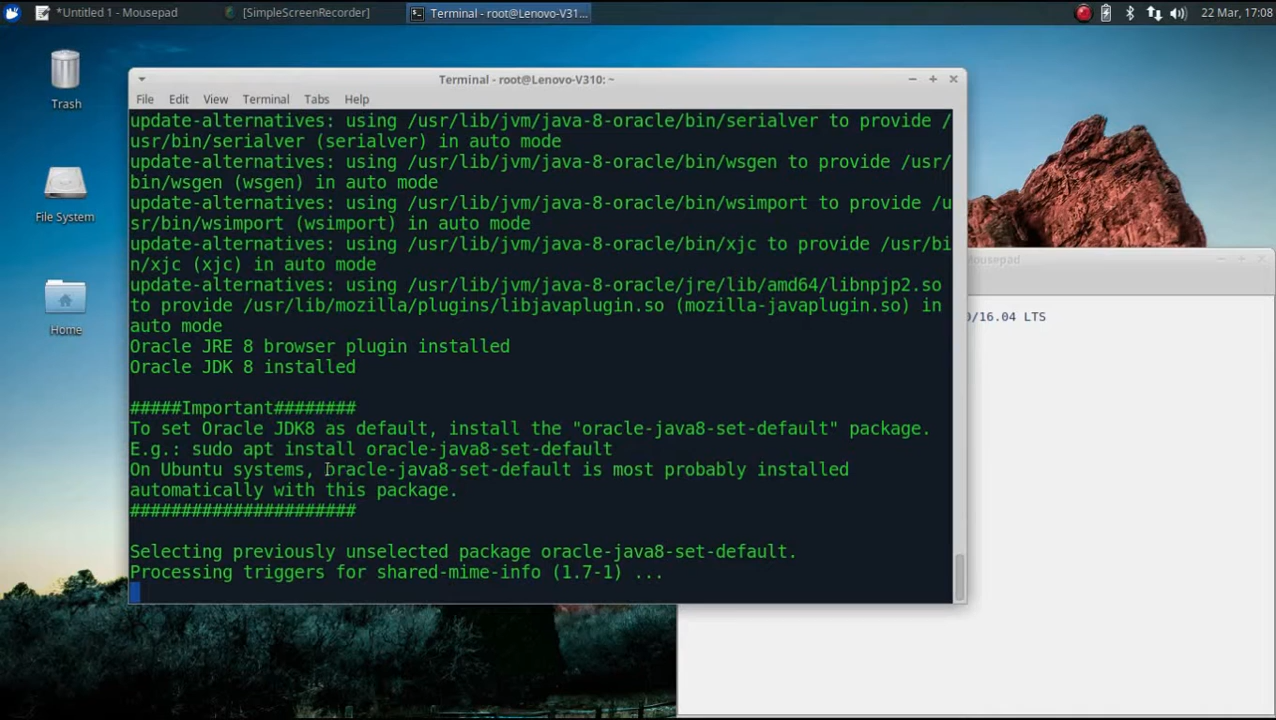 *Untitled 1 - Mousepad
[SimpleScreenRecorder]
Terminal - root@Lenovo-V31...
22 Mar, 17:08
Trash
File System
Home
Terminal - root@Lenovo-V310: ~
File Edit View Terminal Tabs Help
update-alternatives: using /usr/lib/jvm/java-8-oracle/bin/serialver to provide /
usr/bin/serialver (serialver) in auto mode
update-alternatives: using /usr/lib/jvm/java-8-oracle/bin/wsgen to provide /usr/
bin/wsgen (wsgen) in auto mode
update-alternatives: using /usr/lib/jvm/java-8-oracle/bin/wsimport to provide /u
sr/bin/wsimport (wsimport) in auto mode
update-alternatives: using /usr/lib/jvm/java-8-oracle/bin/xjc to provide /usr/bi
n/xjc (xjc) in auto mode
update-alternatives: using /usr/lib/jvm/java-8-oracle/jre/lib/amd64/libnpjp2.so
to provide /usr/lib/mozilla/plugins/libjavaplugin.so (mozilla-javaplugin.so) in
auto mode
Oracle JRE 8 browser plugin installed
Oracle JDK 8 installed
#####Important########
To set Oracle JDK8 as default, install the "oracle-java8-set-default" package.
E.g.: sudo apt install oracle-java8-set-default
On Ubuntu systems, oracle-java8-set-default is most probably installed
automatically with this package.
######################
Selecting previously unselected package oracle-java8-set-default.
Processing triggers for shared-mime-info (1.7-1) ...
Mousepad
/16.04 LTS